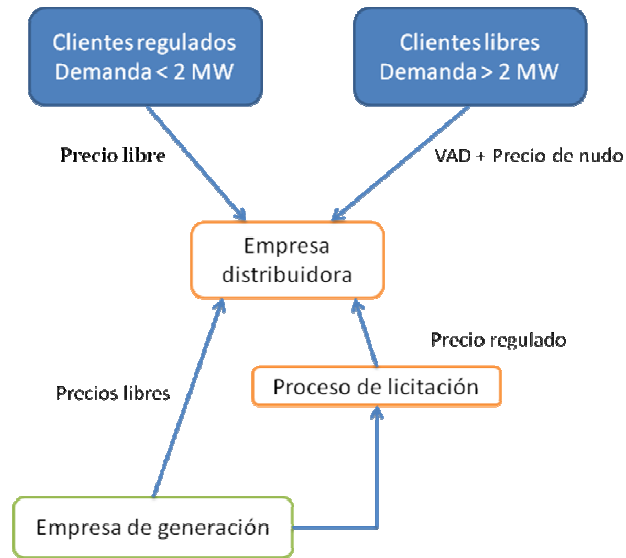 Clientes regulados
Demanda < 2 MW
Clientes libres
Demanda > 2 MW
Precio libre
VAD + Precio de nudo
Empresa
distribuidora
Precio regulado
Precios libres
Proceso de licitación
Empresa de generación